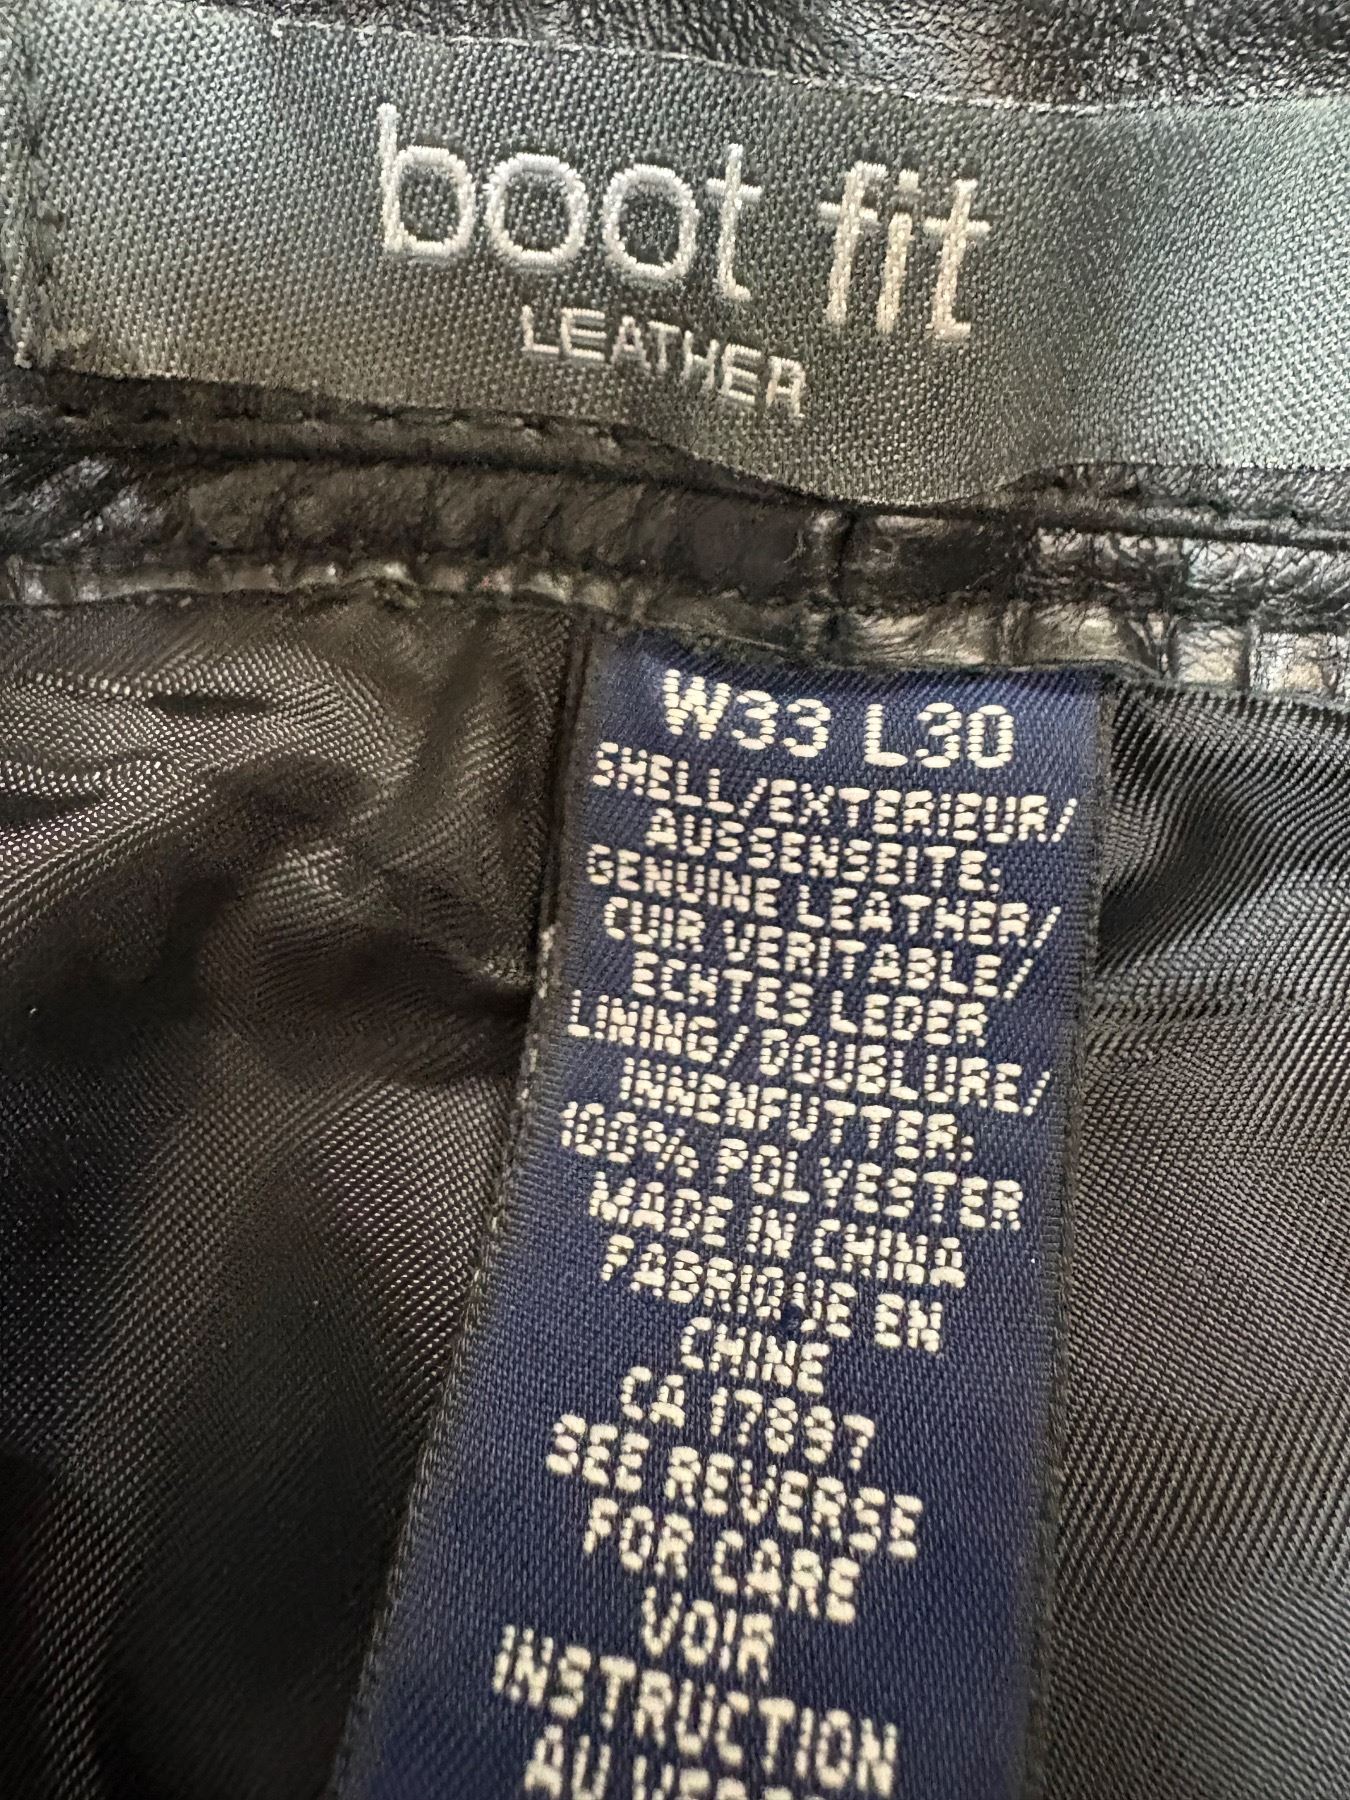 boot fit
LEATHER
W33 L30
SHELL/EXTERIEUR/
AUSSENSEITE:
GENUINE LEATHER/
CUIR VERITABLE/
ECHTES LEDER
LINING/DOUBLURE/
INNENFUTTER:
100% POLYESTER
MADE IN CHINA
FABRIQUE EN
CHINE
CA 17897
SEE REVERSE
FOR CARE
VOIR
INSTRUCTION
AU